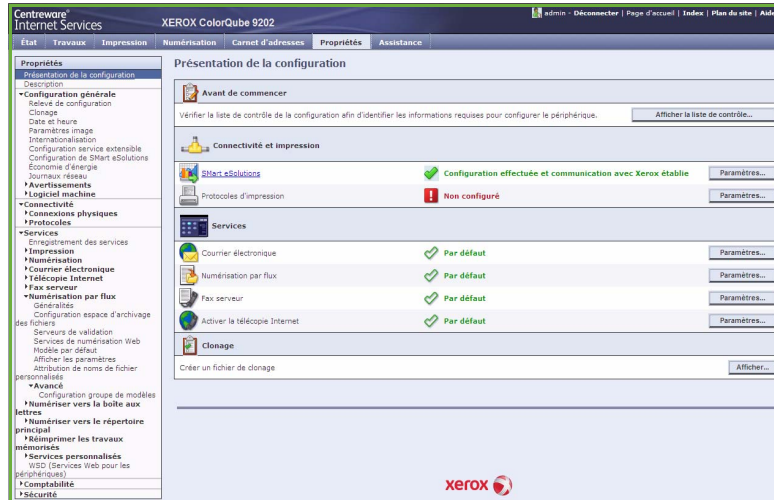 Centreware®
Internet Services
XEROX ColorQube 9202
admin - Déconnecter | Page d'accueil | Index | Plan du site | Aide
État Travaux Impression Numérisation Carnet d'adresses Propriétés Assistance
Propriétés
Présentation de la configuration
Description
Configuration générale
Relevé de configuration
Clonage
Date et heure
Paramètres image
Internationalisation
Configuration service extensible
Configuration de SMart eSolutions
Économie d'énergie
Journaux réseau
Avertissements
Logiciel machine
Connectivité
Connexions physiques
Protocoles
Services
Enregistrement des services
Impression
Numérisation
Courrier électronique
Télécopie Internet
Fax serveur
Numérisation par flux
Généralités
Configuration espace d'archivage
des fichiers
Serveurs de validation
Services de numérisation Web
Modèle par défaut
Afficher les paramètres
Attribution de noms de fichier
personnalisés
Avancé
Configuration groupe de modèles
Numériser vers la boîte aux
lettres
Numériser vers le répertoire
principal
Réimprimer les travaux
mémorisés
Services personnalisés
WSD (Services Web pour les
périphériques)
Comptabilité
Sécurité
Présentation de la configuration
Avant de commencer
Vérifier la liste de contrôle de la configuration afin d'identifier les informations requises pour configurer le périphérique. Afficher la liste de contrôle...
Connectivité et impression
SMart eSolutions Configuration effectuée et communication avec Xerox établie Paramètres...
Protocoles d'impression Non configuré Paramètres...
Services
Courrier électronique Par défaut Paramètres...
Numérisation par flux Par défaut Paramètres...
Fax serveur Par défaut Paramètres...
Activer la télécopie Internet Par défaut Paramètres...
Clonage
Créer un fichier de clonage Afficher...
xerox